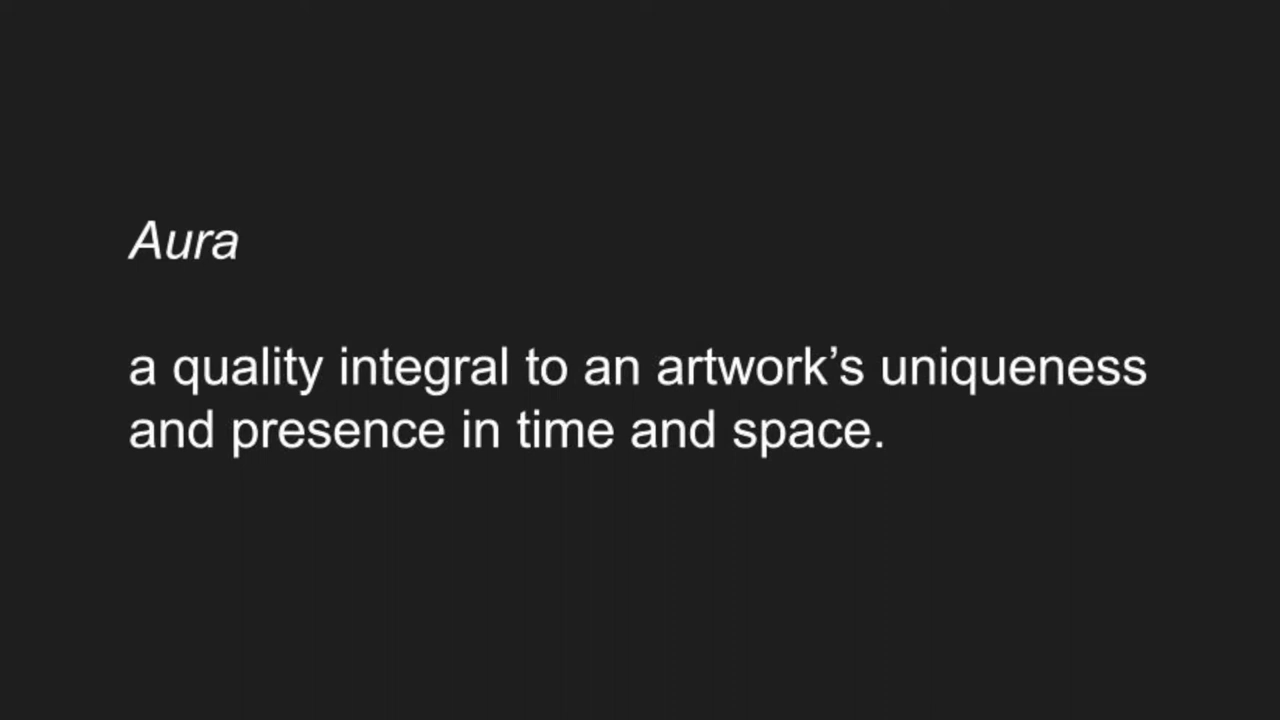 Aura
a quality integral to an artwork’s uniqueness
and presence in time and space.